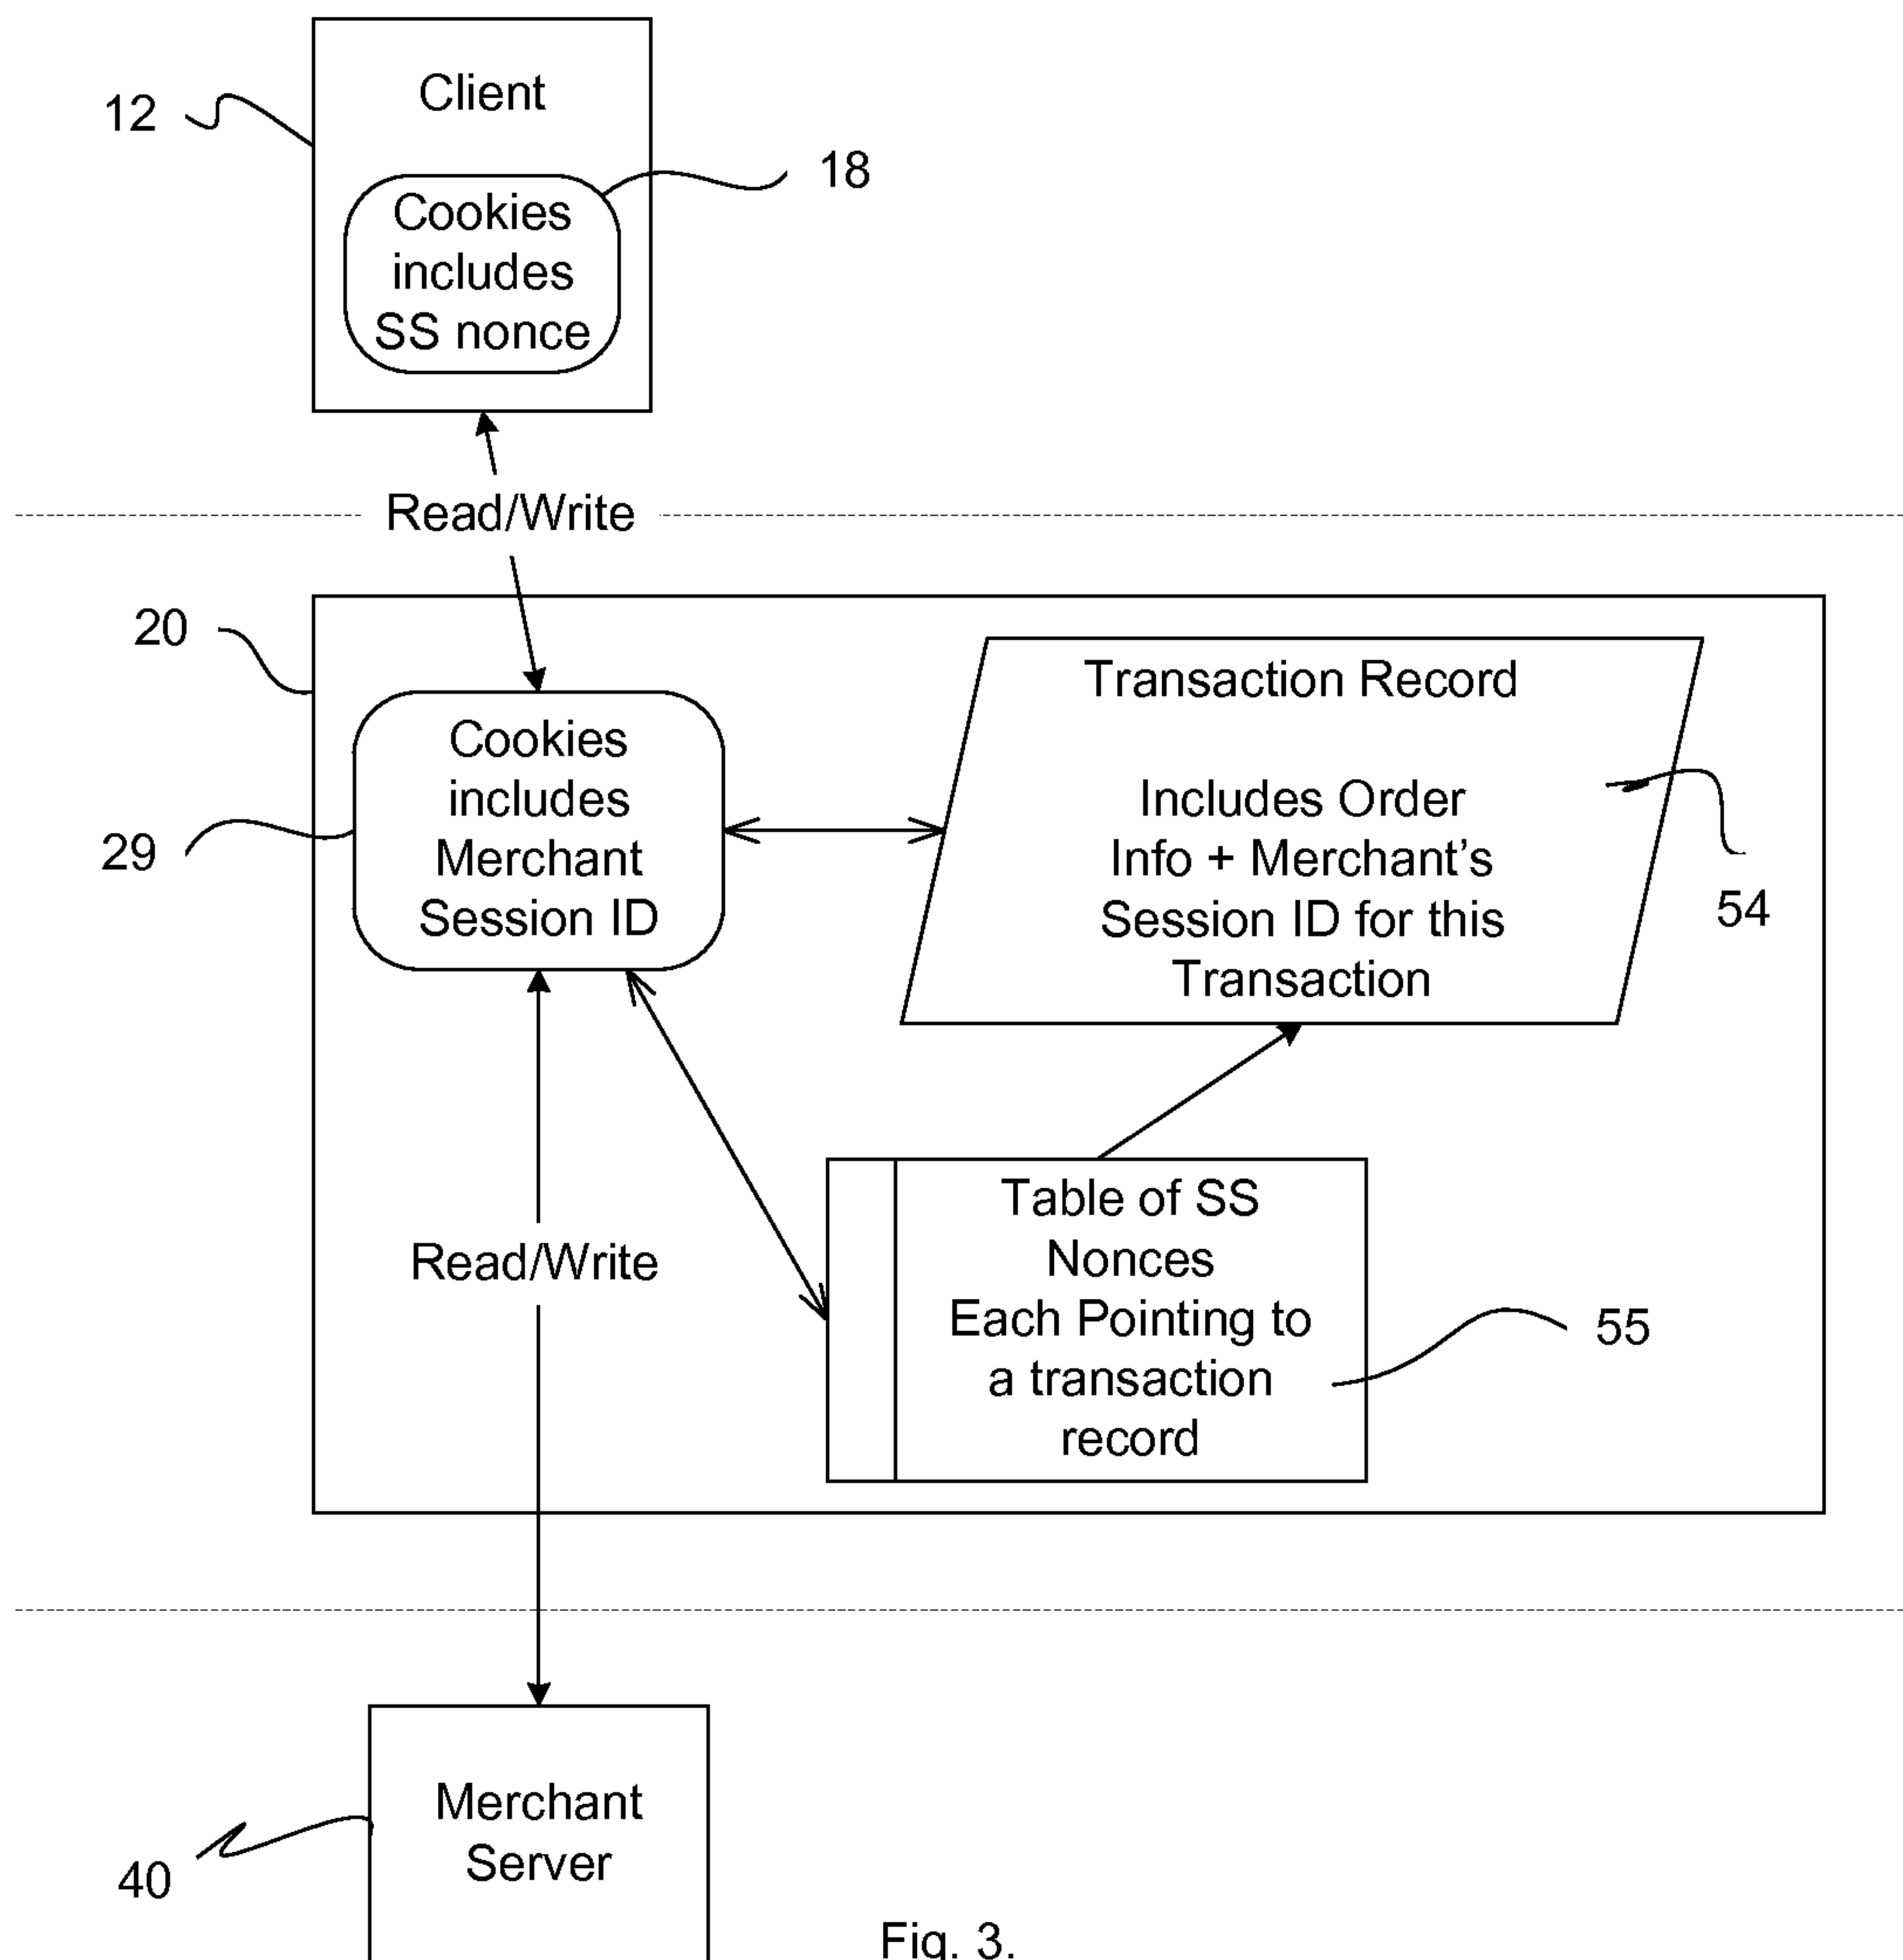 Client
12
18
Cookies
includes
SS nonce
Read/Write
20
Transaction Record
Cookies
includes
Merchant
Session ID
Includes Order
Info + Merchant's
Session ID for this
Transaction
29
54
Table of SS
Nonces
Each Pointing to
a transaction
record
Read/Write
55
Merchant
Server
40
Fig. 3.